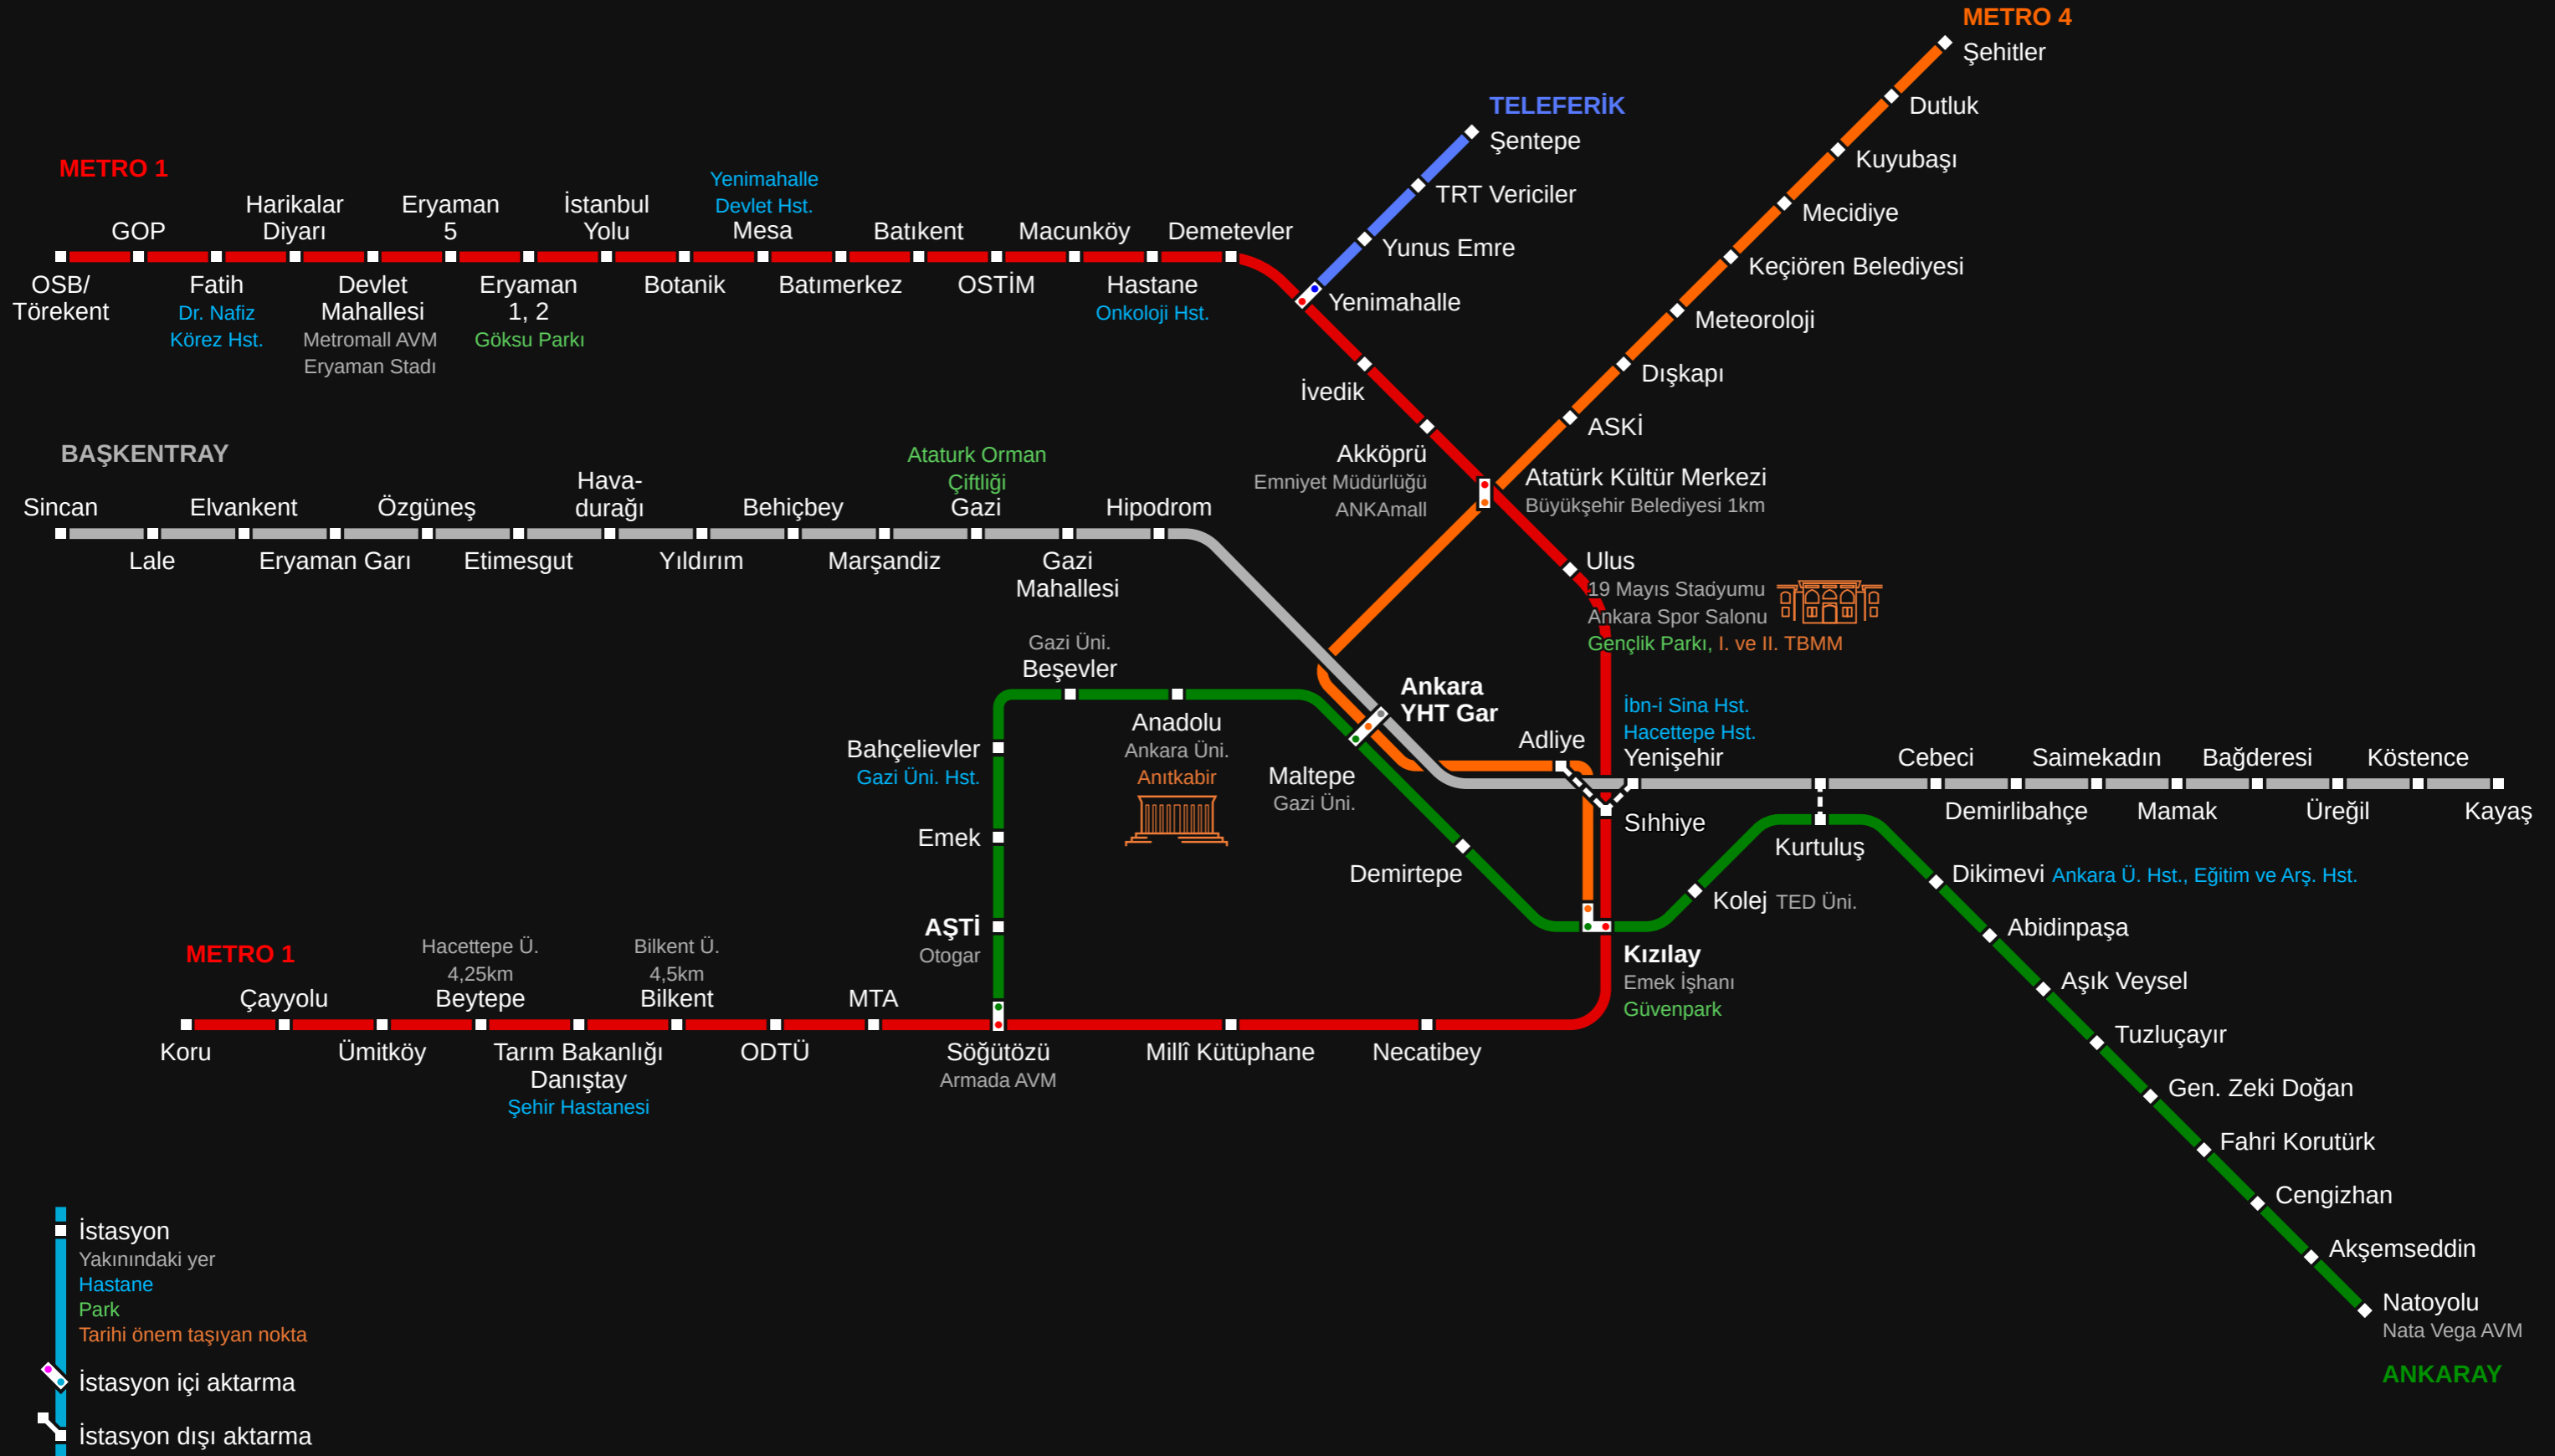 METRO 4
Şehitler
Dutluk
Kuyubaşı
Mecidiye
Keçiören Belediyesi
Meteoroloji
Dışkapı
ASKİ
TELEFERİK
Şentepe
TRT Vericiler
Yunus Emre
Yenimahalle
METRO 1
OSB/
Törekent
GOP
Fatih
Dr. Nafiz
Körez Hst.
Harikalar
Diyarı
Devlet
Mahallesi
Metromall AVM
Eryaman Stadı
Eryaman
5
Eryaman
1, 2
Göksu Parkı
İstanbul
Yolu
Botanik
Yenimahalle
Devlet Hst.
Mesa
Batımerkez
Batıkent
OSTİM
Macunköy
Hastane
Onkoloji Hst.
Demetevler
İvedik
Akköprü
Emniyet Müdürlüğü
ANKAmall
Atatürk Kültür Merkezi
Büyükşehir Belediyesi 1km
Ulus
19 Mayıs Stadyumu
Ankara Spor Salonu
Gençlik Parkı, I. ve II. TBMM
BAŞKENTRAY
Sincan
Lale
Elvankent
Eryaman Garı
Özgüneş
Etimesgut
Hava-
durağı
Yıldırım
Behiçbey
Marşandiz
Ataturk Orman
Çiftliği
Gazi
Gazi
Mahallesi
Hipodrom
Ankara
YHT Gar
Adliye
İbn-i Sina Hst.
Hacettepe Hst.
Yenişehir
Sıhhiye
Kurtuluş
Cebeci
Demirlibahçe
Saimekadın
Mamak
Bağderesi
Üreğil
Köstence
Kayaş
Gazi Üni.
Beşevler
Anadolu
Ankara Üni.
Anıtkabir
Bahçelievler
Gazi Üni. Hst.
Emek
AŞTİ
Otogar
Maltepe
Gazi Üni.
Demirtepe
Kızılay
Emek İşhanı
Güvenpark
Kolej TED Üni.
Dikimevi Ankara Ü. Hst., Eğitim ve Arş. Hst.
Abidinpaşa
Aşık Veysel
Tuzluçayır
Gen. Zeki Doğan
Fahri Korutürk
Cengizhan
Akşemseddin
Natoyolu
Nata Vega AVM
ANKARAY
METRO 1
Koru
Çayyolu
Ümitköy
Hacettepe Ü.
4,25km
Beytepe
Tarım Bakanlığı
Danıştay
Şehir Hastanesi
Bilkent Ü.
4,5km
Bilkent
ODTÜ
MTA
Söğütözü
Armada AVM
Millî Kütüphane
Necatibey
İstasyon
Yakınındaki yer
Hastane
Park
Tarihi önem taşıyan nokta
İstasyon içi aktarma
İstasyon dışı aktarma